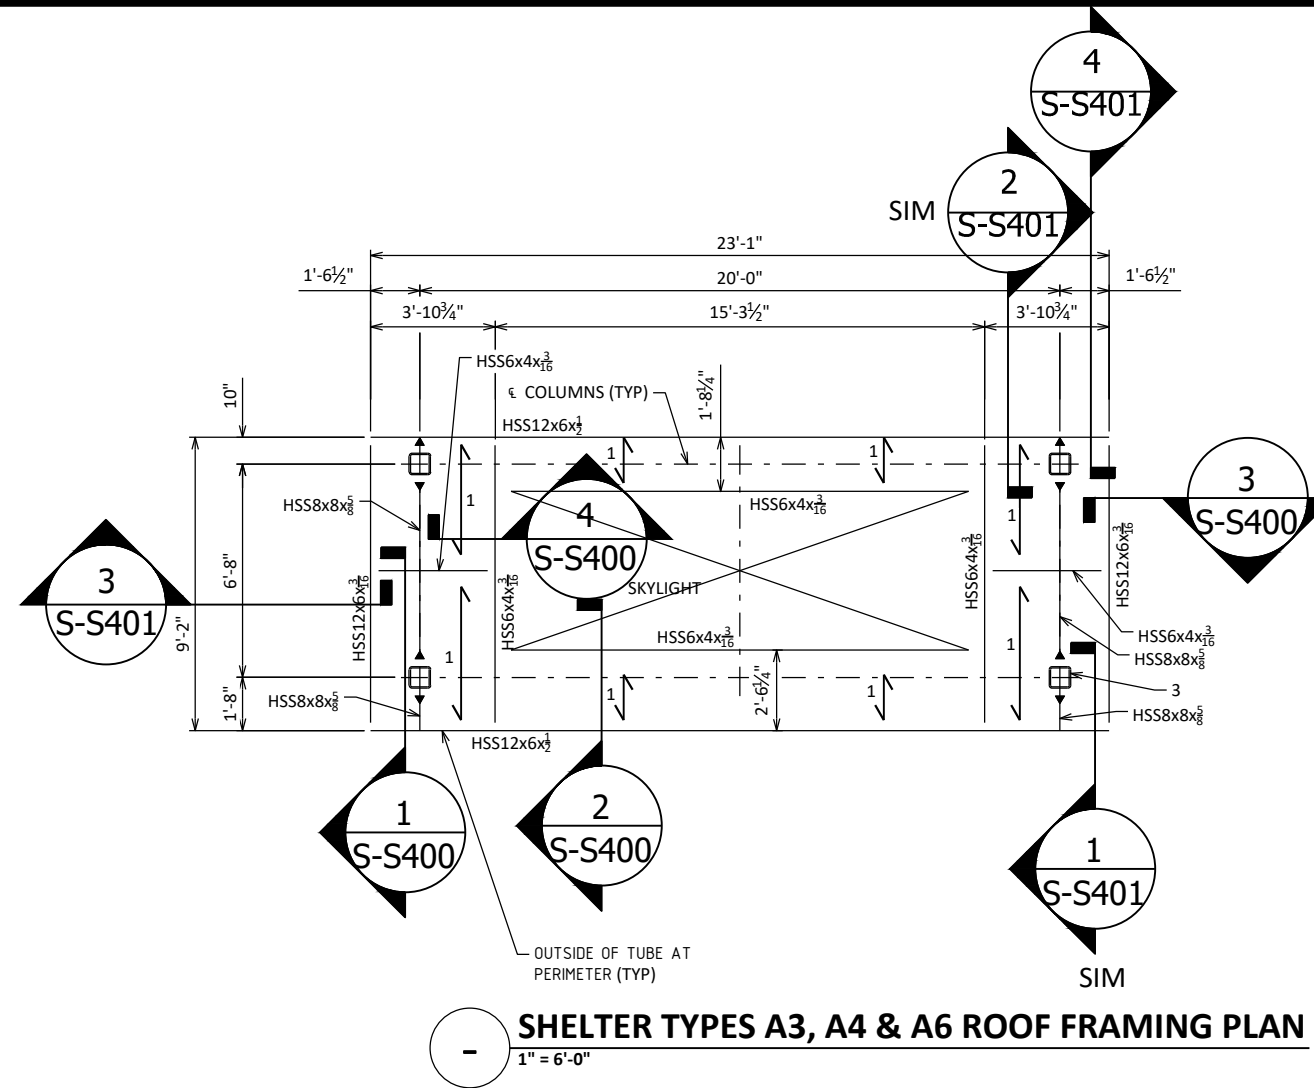 4
S-S401
2
S-S401
SIM
23'-1"
1'-6½"
20'-0"
1'-6½"
3'-10¾"
15'-3½"
3'-10¾"
HSS6x4x3/16
℄ COLUMNS (TYP)
1'-8¼"
10"
HSS12x6x½
1
1
HSS8x8x⅝
1
HSS6x4x3/16
1
3
S-S400
4
S-S400
3
S-S401
6'-8"
9'-2"
HSS12x6x3/16
HSS6x4x3/16
SKYLIGHT
HSS6x4x3/16
HSS12x6x3/16
HSS6x4x3/16
HSS6x4x3/16
HSS8x8x⅝
1
1
1'-8"
HSS8x8x⅝
1
2'-6¼"
1
3
HSS8x8x⅝
HSS12x6x½
1
S-S400
2
S-S400
1
S-S401
SIM
OUTSIDE OF TUBE AT
PERIMETER (TYP)
-
SHELTER TYPES A3, A4 & A6 ROOF FRAMING PLAN
1" = 6'-0"